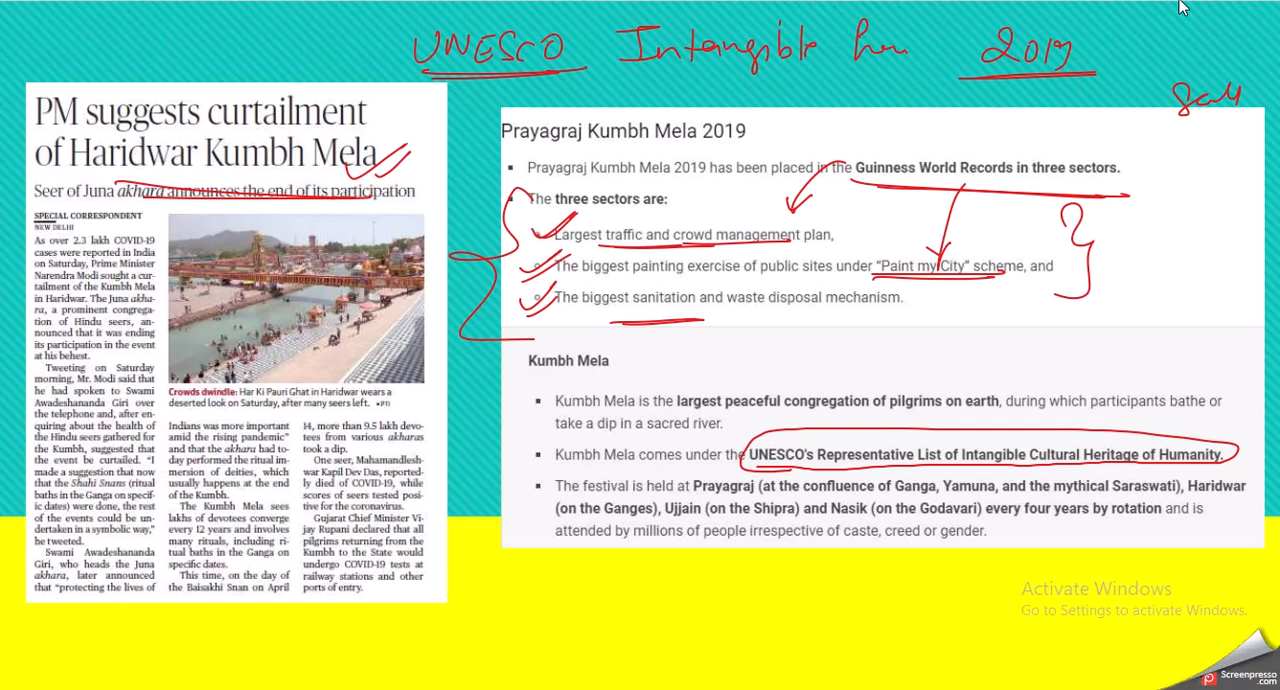 UNESCO Intangible 2019
PM suggests curtailment
of Haridwar Kumbh Mela
Seer of Juna akhara announces the end of its participation
SPECIAL CORRESPONDENT
NEW DELHI
As over 2.3 lakh COVID-19
cases were reported in India
on Saturday, Prime Minister
Narendra Modi sought a cur-
tailment of the Kumbh Mela
in Haridwar. The Juna akha-
ra, a prominent congrega-
tion of Hindu seers, an-
nounced that it was ending
its participation in the event
at his behest.
Tweeting on Saturday
morning, Mr. Modi said that
he had spoken to Swami
Awadeshananda Giri over
the telephone and, after en-
quiring about the health of
the Hindu seers gathered for
the Kumbh, suggested that
the event be curtailed. “I
made a suggestion that now
that the Shahi Snans (ritual
baths in the Ganga on specif-
ic dates) were done, the rest
of the events could be un-
dertaken in a symbolic way,”
he tweeted.
Swami Awadeshananda
Giri, who heads the Juna
akhara, later announced
that “protecting the lives of
Crowds dwindle: Har Ki Pauri Ghat in Haridwar wears a
deserted look on Saturday, after many seers left. •PTI
Indians was more important
amid the rising pandemic”
and that the akhara had to-
day performed the ritual im-
mersion of deities, which
usually happens at the end
of the Kumbh.
The Kumbh Mela sees
lakhs of devotees converge
every 12 years and involves
many rituals, including ri-
tual baths in the Ganga on
specific dates.
This time, on the day of
the Baisakhi Snan on April
14, more than 9.5 lakh devo-
tees from various akharas
took a dip.
One seer, Mahamandlesh-
war Kapil Dev Das, reported-
ly died of COVID-19, while
scores of seers tested posi-
tive for the coronavirus.
Gujarat Chief Minister Vi-
jay Rupani declared that all
pilgrims returning from the
Kumbh to the State would
undergo COVID-19 tests at
railway stations and other
ports of entry.
Prayagraj Kumbh Mela 2019
Prayagraj Kumbh Mela 2019 has been placed in the Guinness World Records in three sectors.
The three sectors are:
Largest traffic and crowd management plan,
The biggest painting exercise of public sites under “Paint my City” scheme, and
The biggest sanitation and waste disposal mechanism.
Kumbh Mela
Kumbh Mela is the largest peaceful congregation of pilgrims on earth, during which participants bathe or
take a dip in a sacred river.
Kumbh Mela comes under the UNESCO's Representative List of Intangible Cultural Heritage of Humanity.
The festival is held at Prayagraj (at the confluence of Ganga, Yamuna, and the mythical Saraswati), Haridwar
(on the Ganges), Ujjain (on the Shipra) and Nasik (on the Godavari) every four years by rotation and is
attended by millions of people irrespective of caste, creed or gender.
Activate Windows
Go to Settings to activate Windows.
Screenpresso
.com